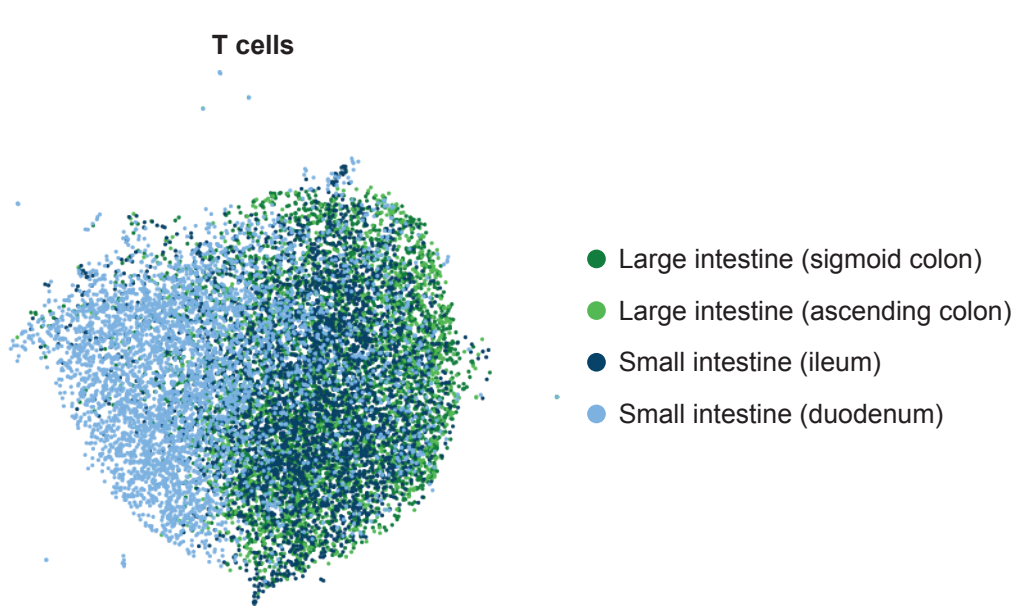 T cells
Large intestine (sigmoid colon)
Large intestine (ascending colon)
Small intestine (ileum)
Small intestine (duodenum)